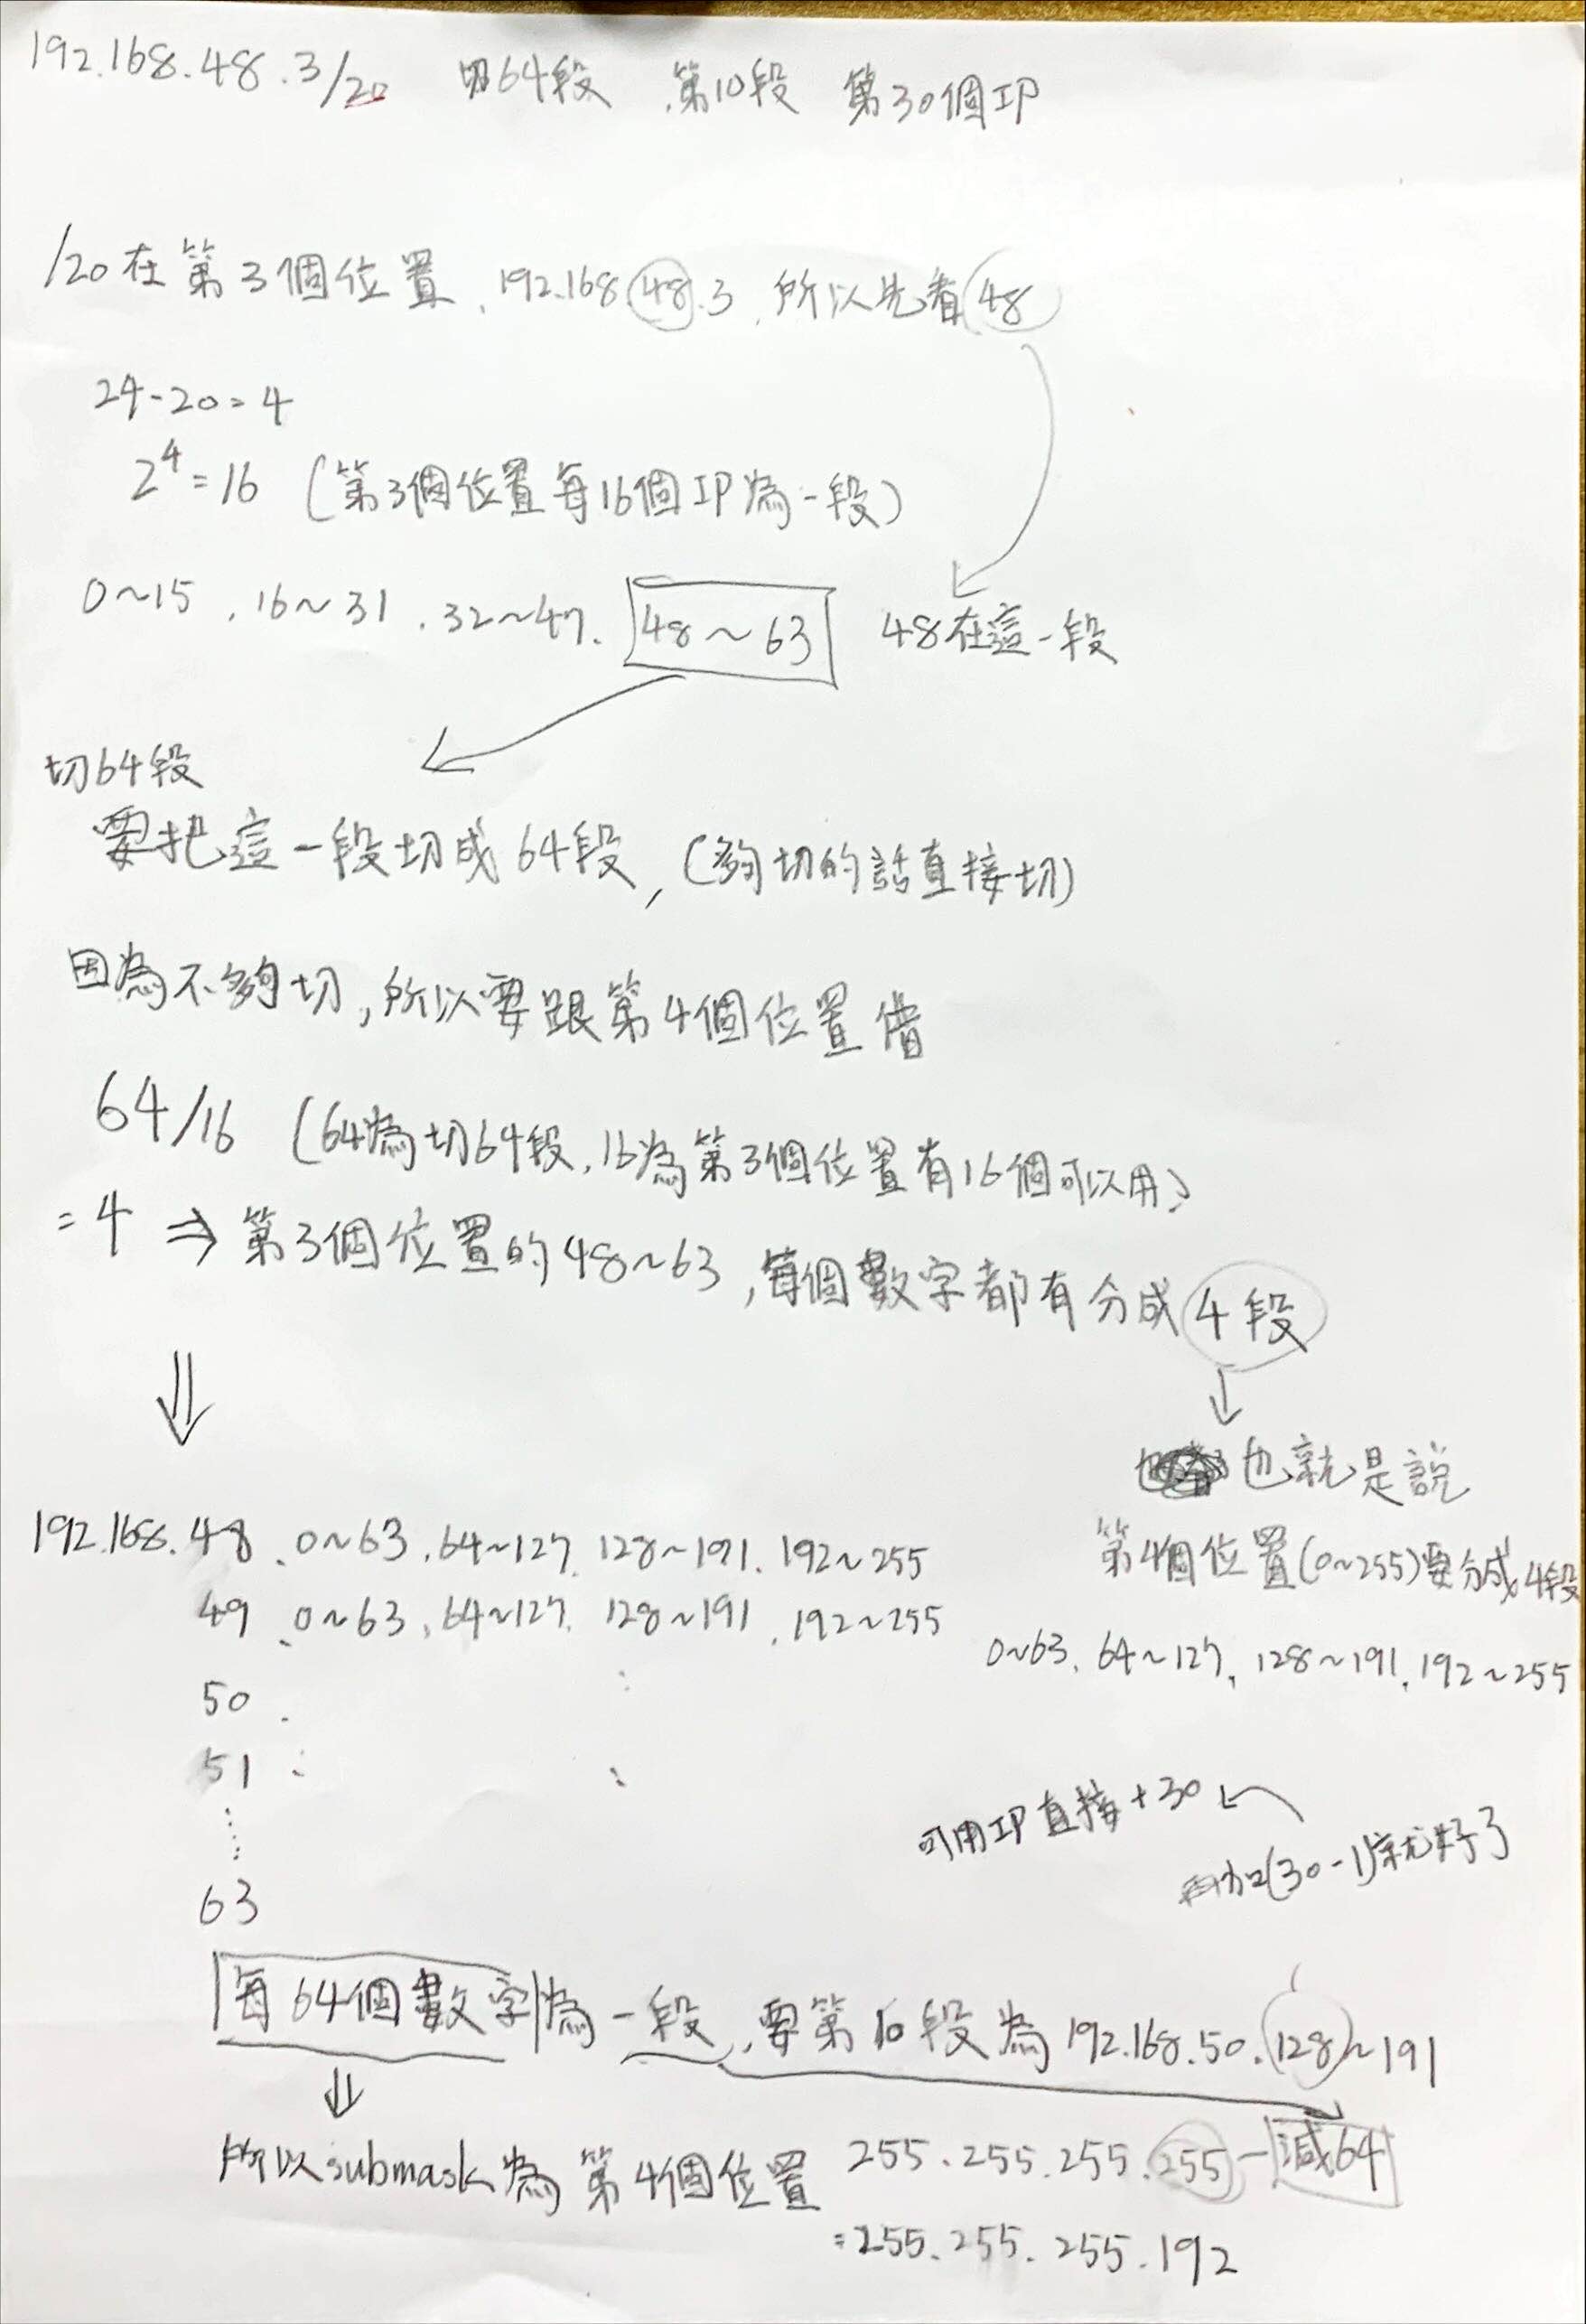 192.168.48.3/20 切64段 第10段 第30個IP
/20在第3個位置、192.168.48.3、所以先看48
24-20=4
2⁴=16 (第3個位置每16個IP為一段)
0~15、16~31、32~47、48~63 48在這一段
切64段
要把這一段切成64段,(夠切的話直接切)
因為不夠切,所以要跟第4個位置借
64/16 (64為切64段、16為第3個位置有16個可以用)
=4 ⇒ 第3個位置的48~63,每個數字都有分成4段
也就是說
第4個位置(0~255)要分成4段
0~63、64~127、128~191、192~255
192.168.48、0~63、64~127、128~191、192~255
49、0~63、64~127、128~191、192~255
50
51
63
可用IP直接+30
再加(30-1)就好了
每64個數字為一段、要第10段為192.168.50.128~191
所以submask為第4個位置 255.255.255.255-減64
=255.255.255.192